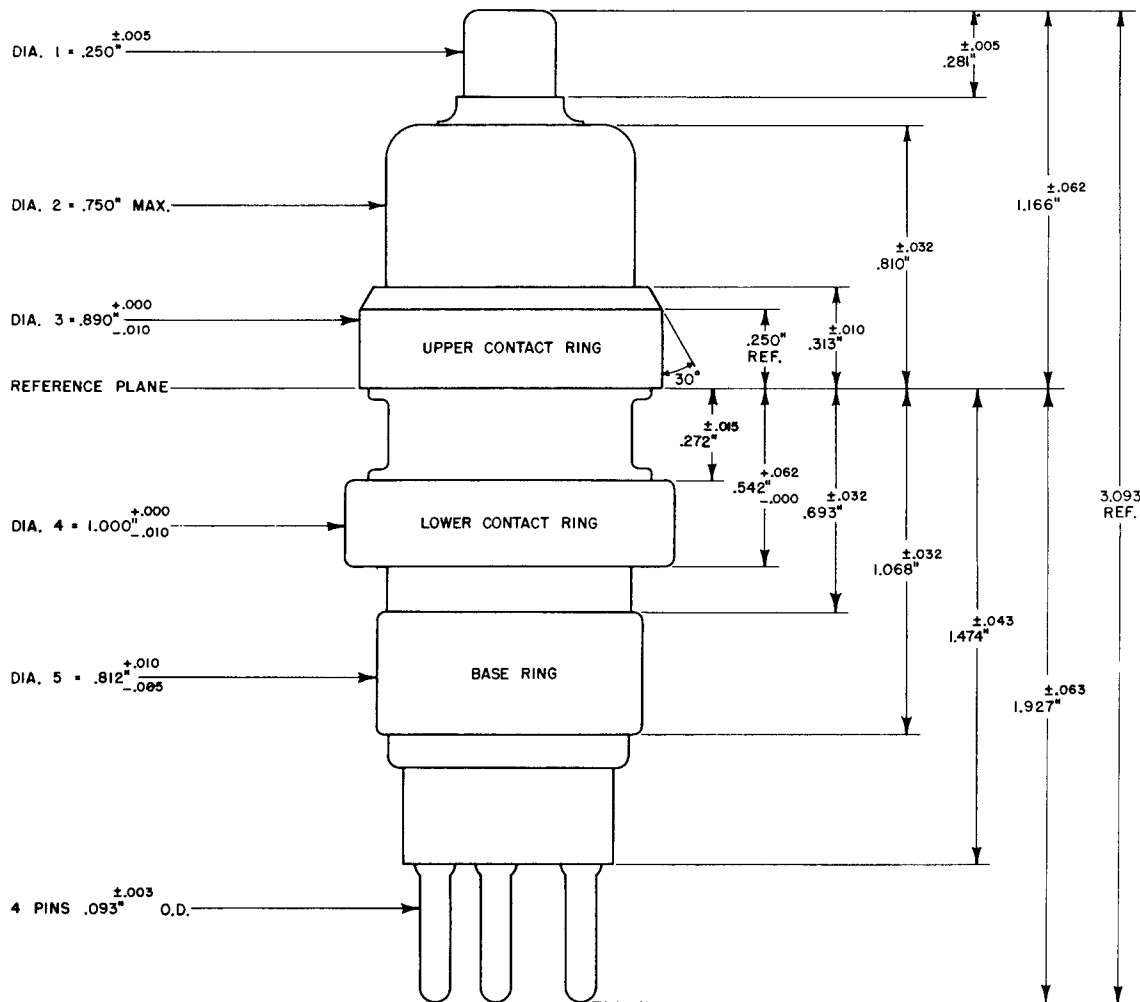 DIA. 1 = .250" ±.005
±.005
.281"
DIA. 2 = .750" MAX.
±.062
1.166"
±.032
.810"
DIA. 3 = .890" +.000 -.010
UPPER CONTACT RING
.250"
REF.
±.010
.313"
30°
REFERENCE PLANE
±.015
.272"
+.062
.542"
-.000
±.032
.693"
3.093
REF.
DIA. 4 = 1.000" +.000 -.010
LOWER CONTACT RING
±.032
1.068"
±.043
1.474"
DIA. 5 = .812" +.010 -.005
BASE RING
±.063
1.927"
4 PINS .093" ±.003 O.D.